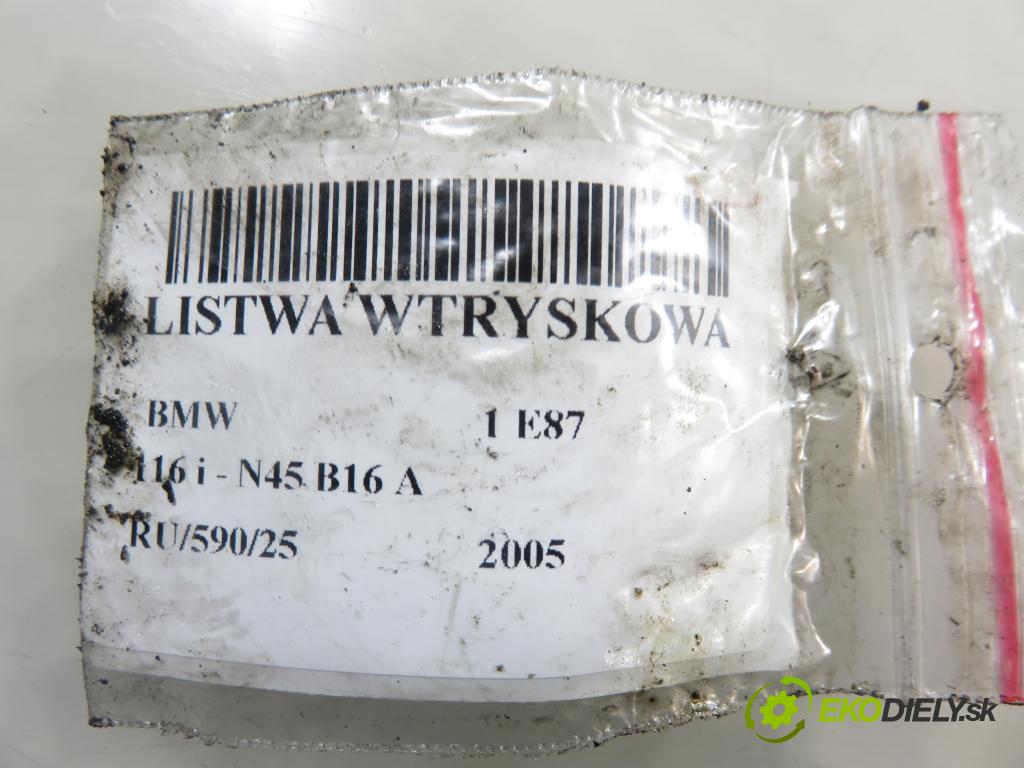 LISTWA WTRYSKOWA
BMW 1 E87
116 i - N45 B16 A
RU/590/25 2005
EKODIELY.sk